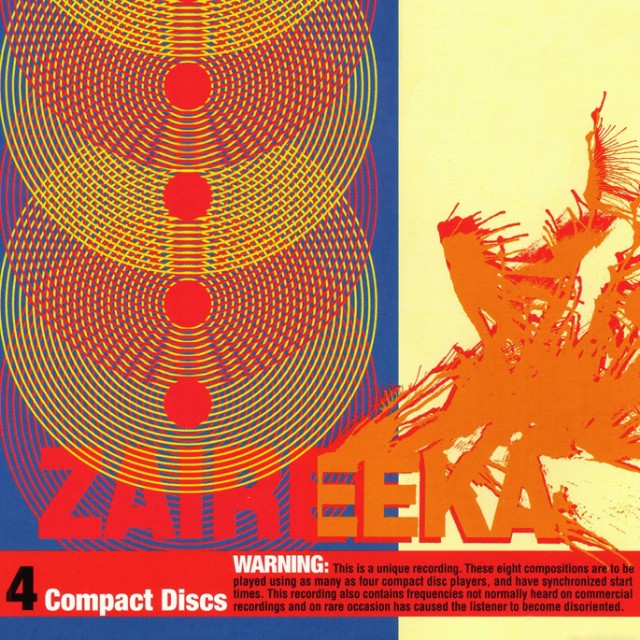 ZAIREEKA
4 Compact Discs
WARNING: This is a unique recording. These eight compositions are to be
played using as many as four compact disc players, and have synchronized start
times. This recording also contains frequencies not normally heard on commercial
recordings and on rare occasion has caused the listener to become disoriented.